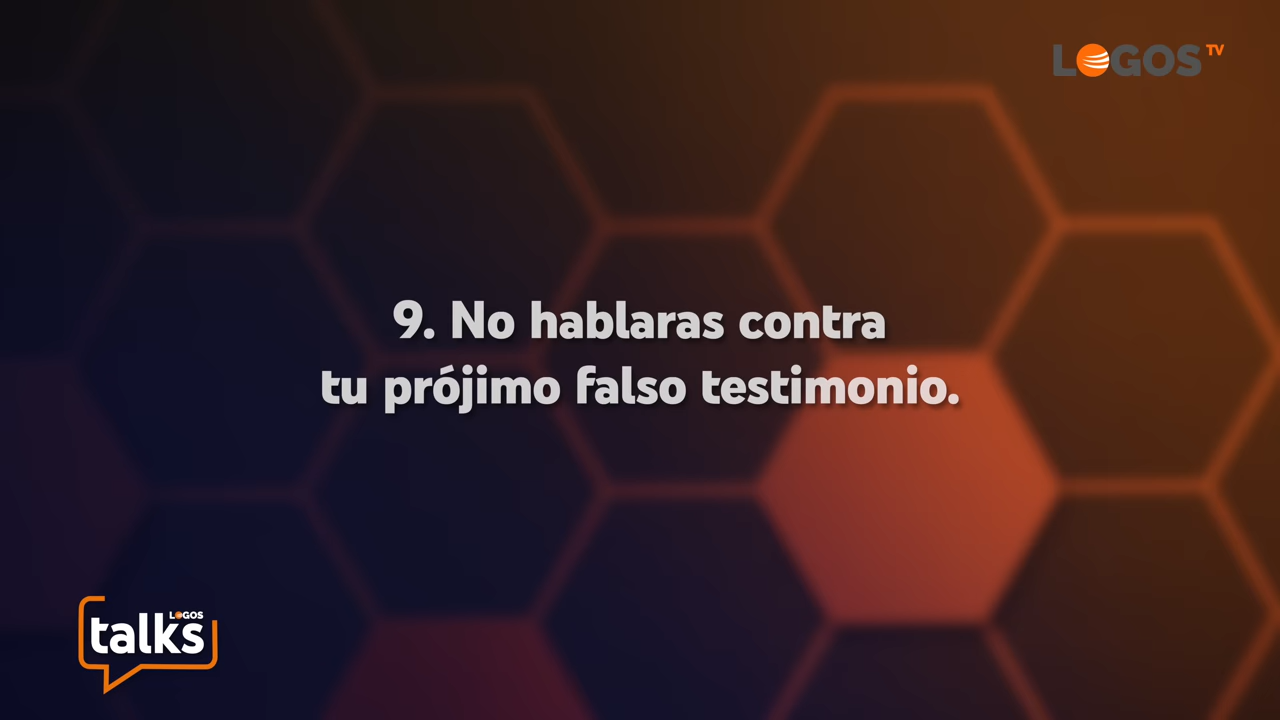 LOGOS TV
9. No hablaras contra
tu prójimo falso testimonio.
LOGOS
talks